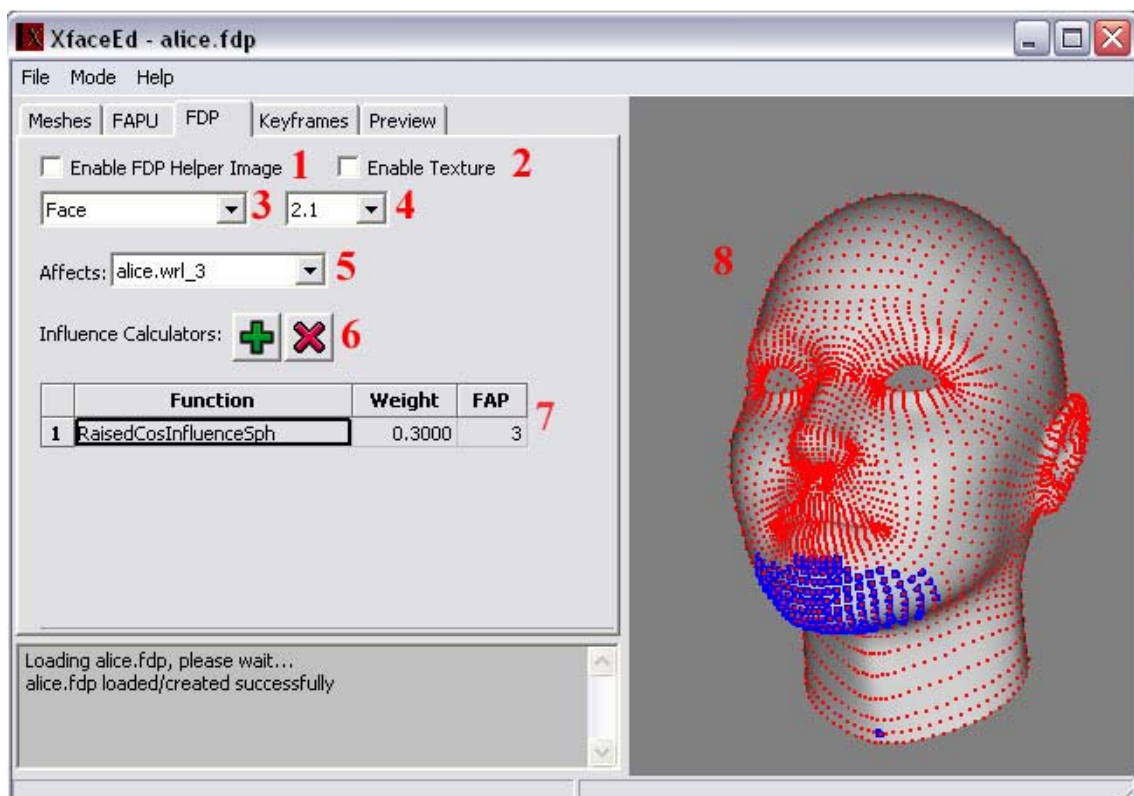 XfaceEd - alice.fdp
File Mode Help
Meshes FAPU FDP Keyframes Preview
Enable FDP Helper Image 1 Enable Texture 2
Face 3 2.1 4
Affects: alice.wrl_3 5
Influence Calculators: 6
Function Weight FAP
1 RaisedCosInfluenceSph 0.3000 3
7
8
Loading alice.fdp, please wait...
alice.fdp loaded/created successfully